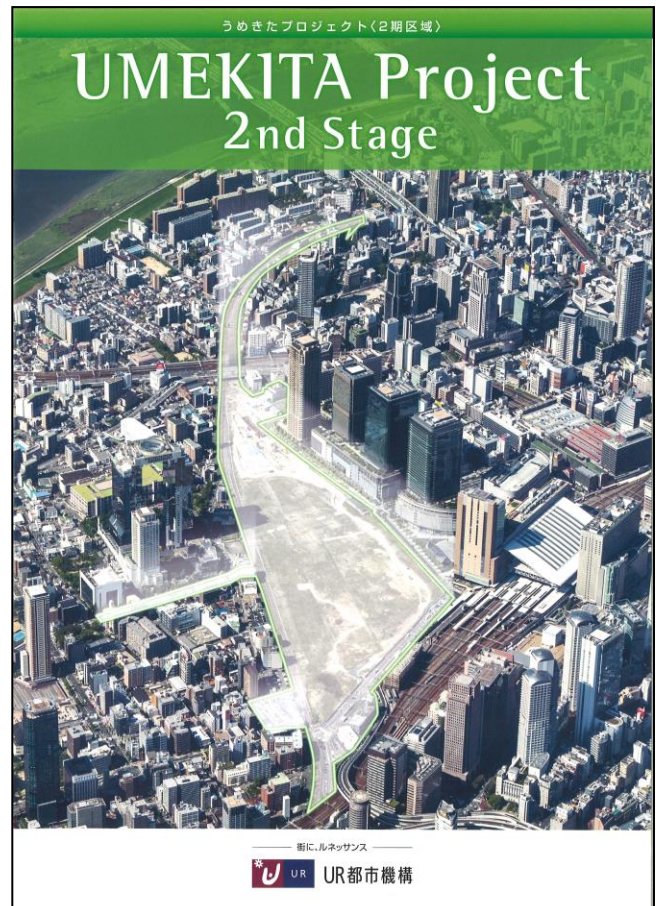 うめきたプロジェクト〈2期区域〉
UMEKITA Project
2nd Stage
街に、ルネッサンス
UR
UR都市機構